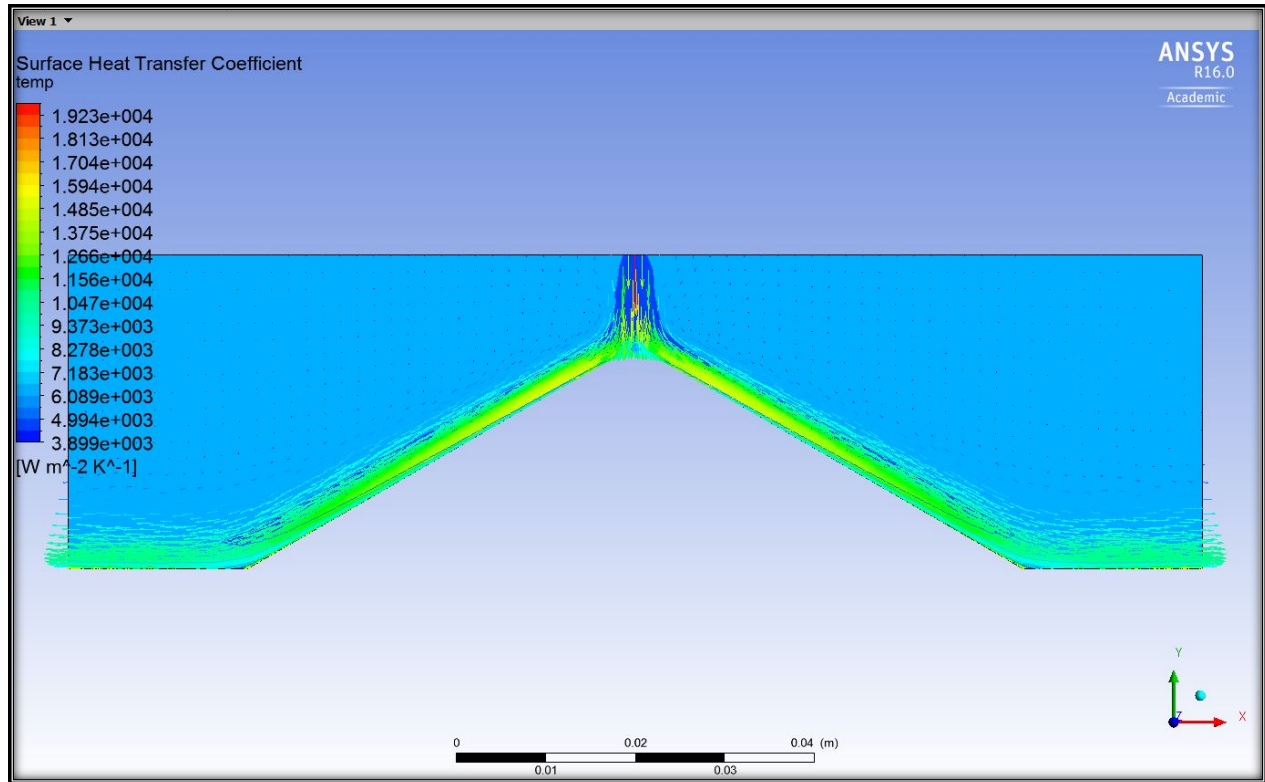 View 1
Surface Heat Transfer Coefficient
temp
1.923e+004
1.813e+004
1.704e+004
1.594e+004
1.485e+004
1.375e+004
1.266e+004
1.156e+004
1.047e+004
9.373e+003
8.278e+003
7.183e+003
6.089e+003
4.994e+003
3.899e+003
[W m^-2 K^-1]
ANSYS
R16.0
Academic
0 0.02 0.04 (m)
0.01 0.03
Y
Z X